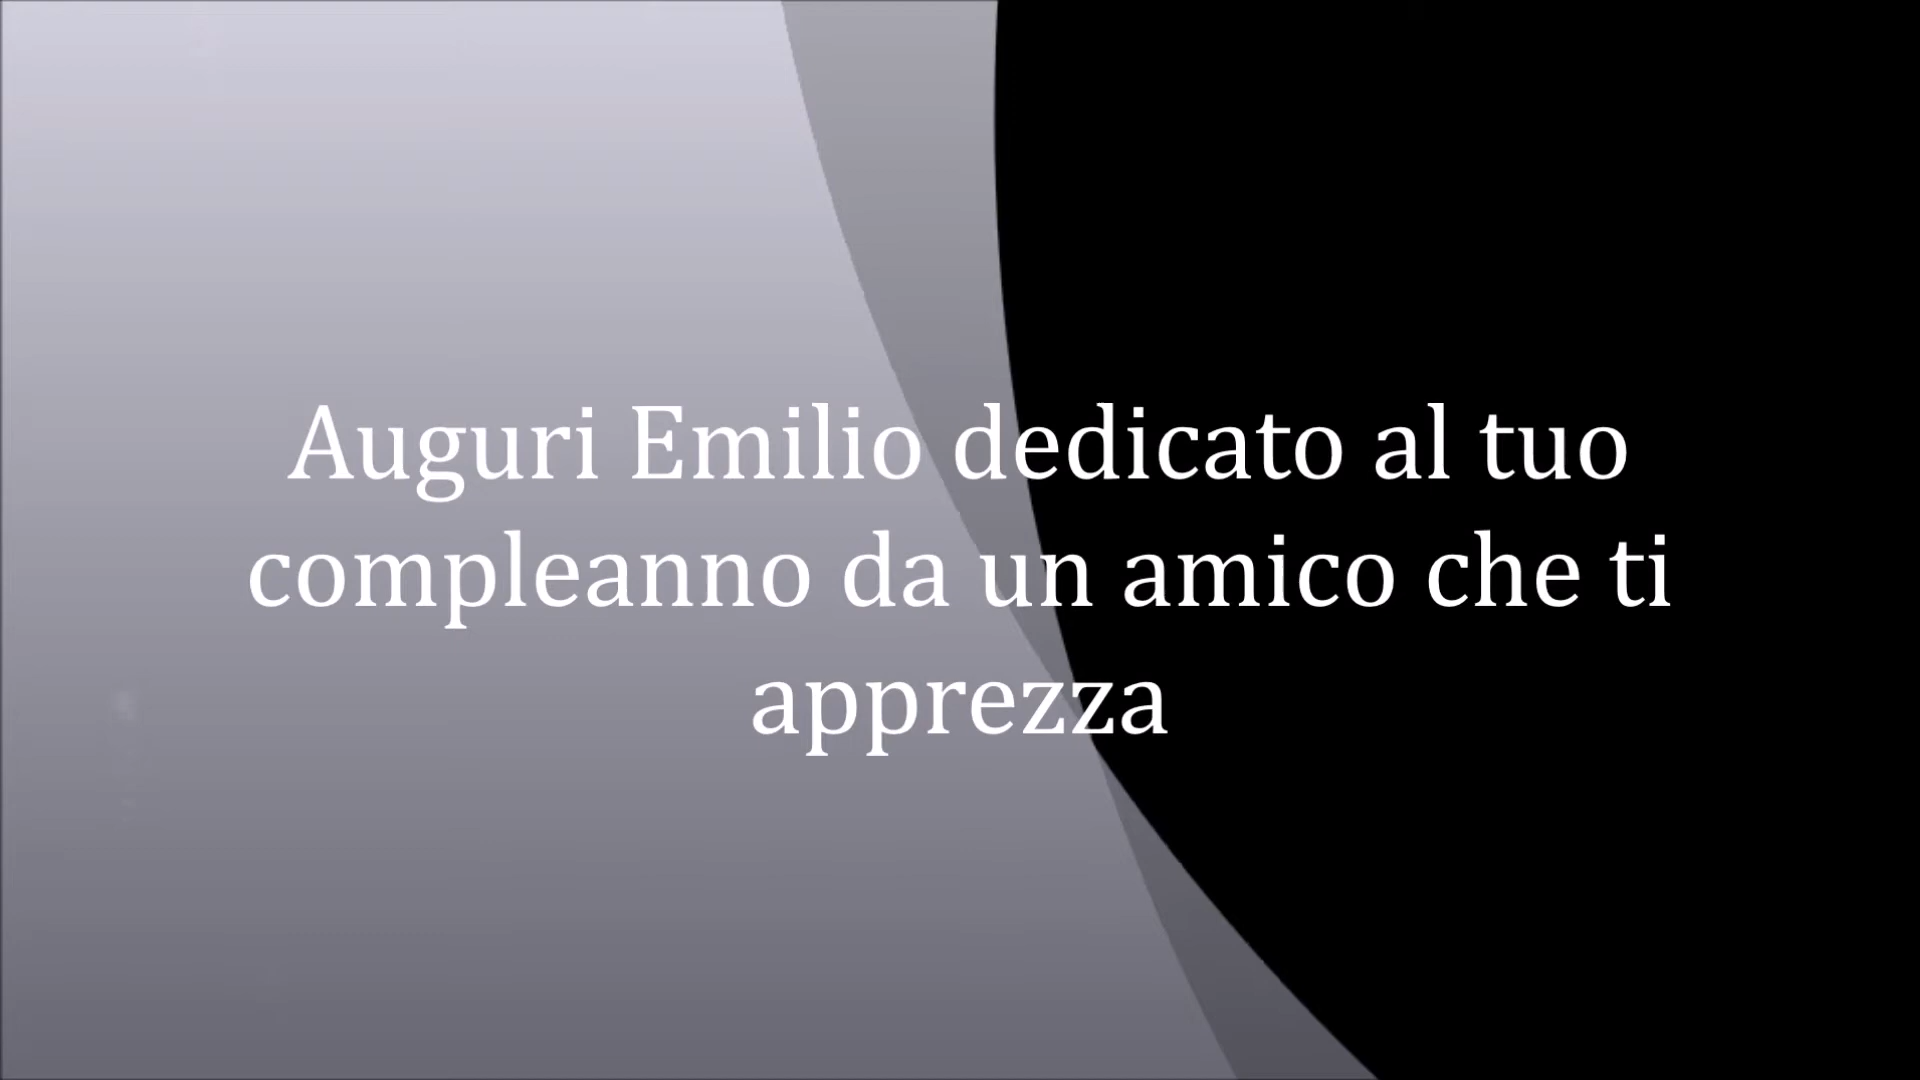 Auguri Emilio dedicato al tuo
compleanno da un amico che ti
apprezza